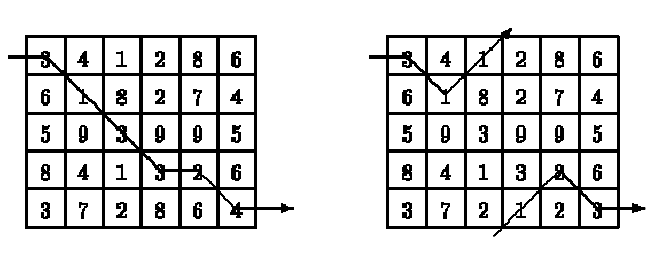 3 4 1 2 8 6 3 4 1 2 8 6
6 1 8 2 7 4 6 1 8 2 7 4
5 9 3 9 9 5 5 9 3 9 9 5
8 4 1 3 2 6 8 4 1 3 2 6
3 7 2 8 6 4 3 7 2 1 2 3